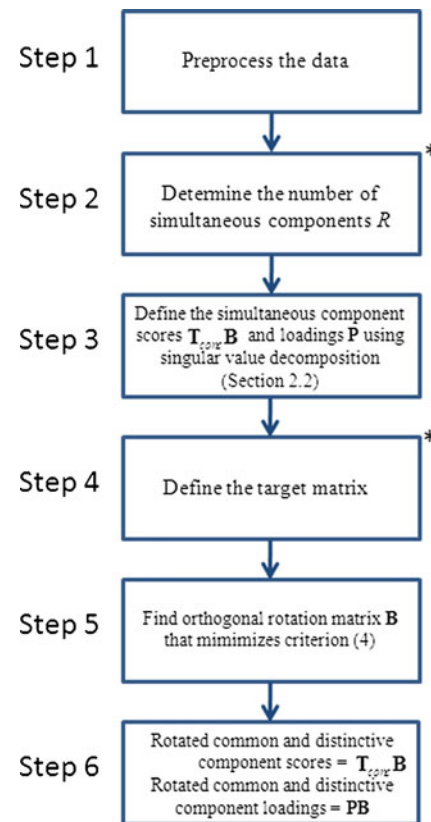 Step 1
Preprocess the data
*
Step 2
Determine the number of
simultaneous components R
Step 3
Define the simultaneous component
scores T_conc B and loadings P using
singular value decomposition
(Section 2.2)
*
Step 4
Define the target matrix
Step 5
Find orthogonal rotation matrix B
that mimimizes criterion (4)
Step 6
Rotated common and distinctive
component scores = T_conc B
Rotated common and distinctive
component loadings = PB